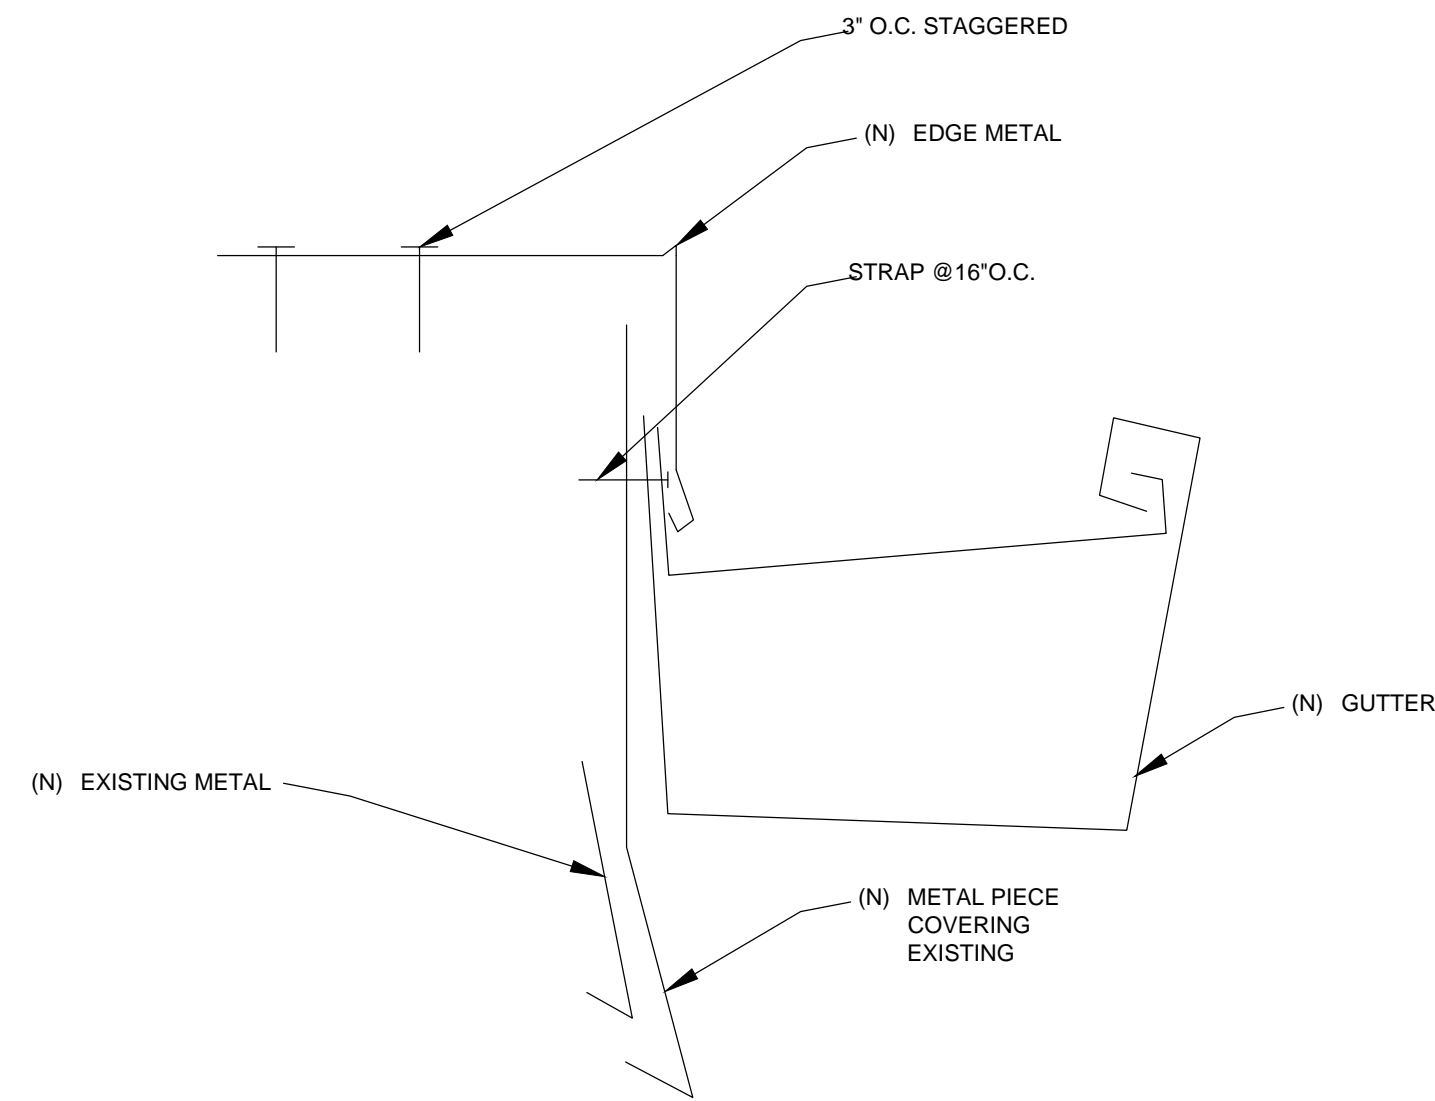 3" O.C. STAGGERED
(N) EDGE METAL
STRAP @16"O.C.
(N) GUTTER
(N) EXISTING METAL
(N) METAL PIECE
COVERING
EXISTING